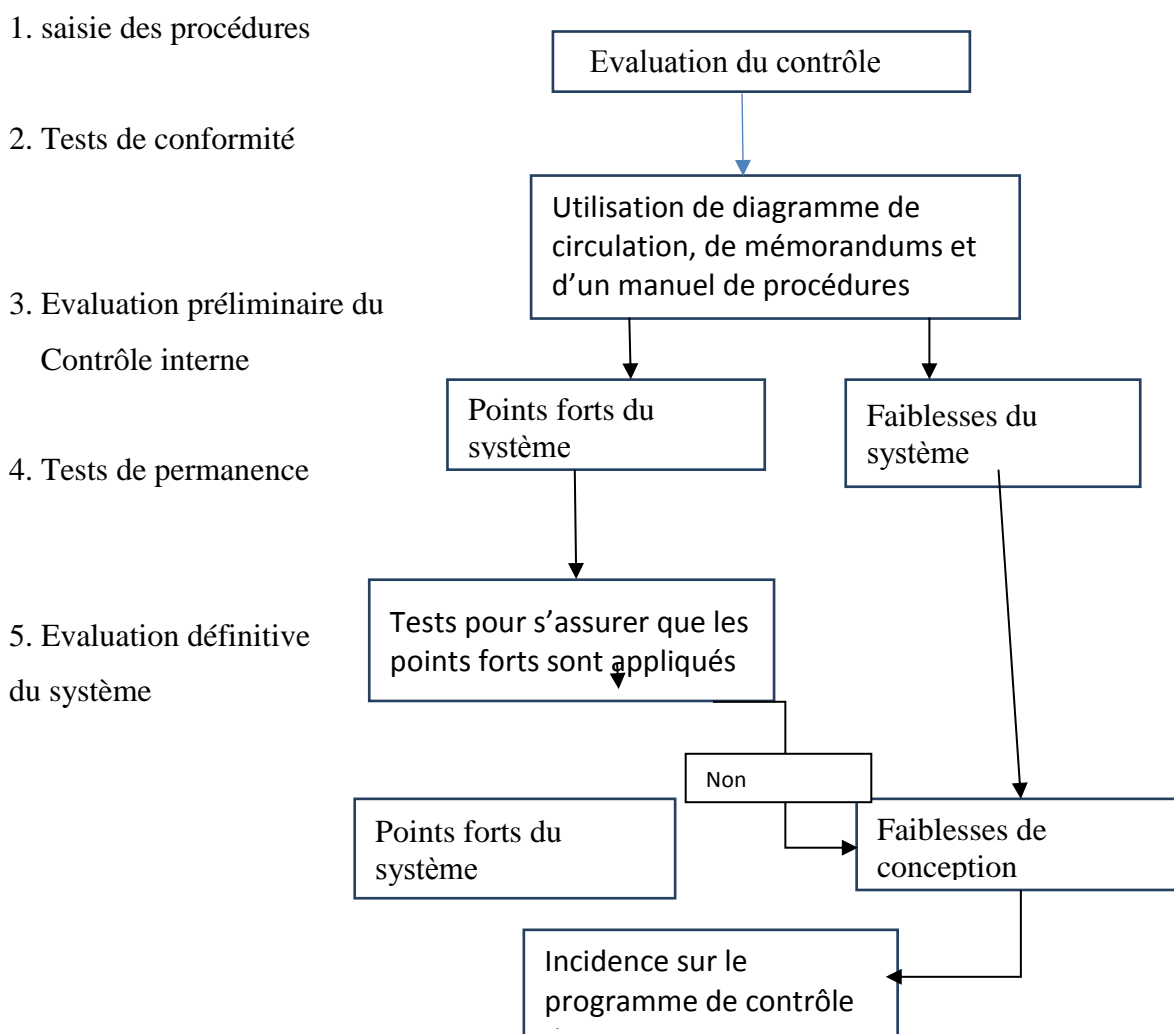 1. saisie des procédures
Evaluation du contrôle
2. Tests de conformité
Utilisation de diagramme de
circulation, de mémorandums et
d’un manuel de procédures
3. Evaluation préliminaire du
Contrôle interne
Points forts du
système
Faiblesses du
système
4. Tests de permanence
Tests pour s’assurer que les
points forts sont appliqués
5. Evaluation définitive
du système
Non
Points forts du
système
Faiblesses de
conception
Incidence sur le
programme de contrôle